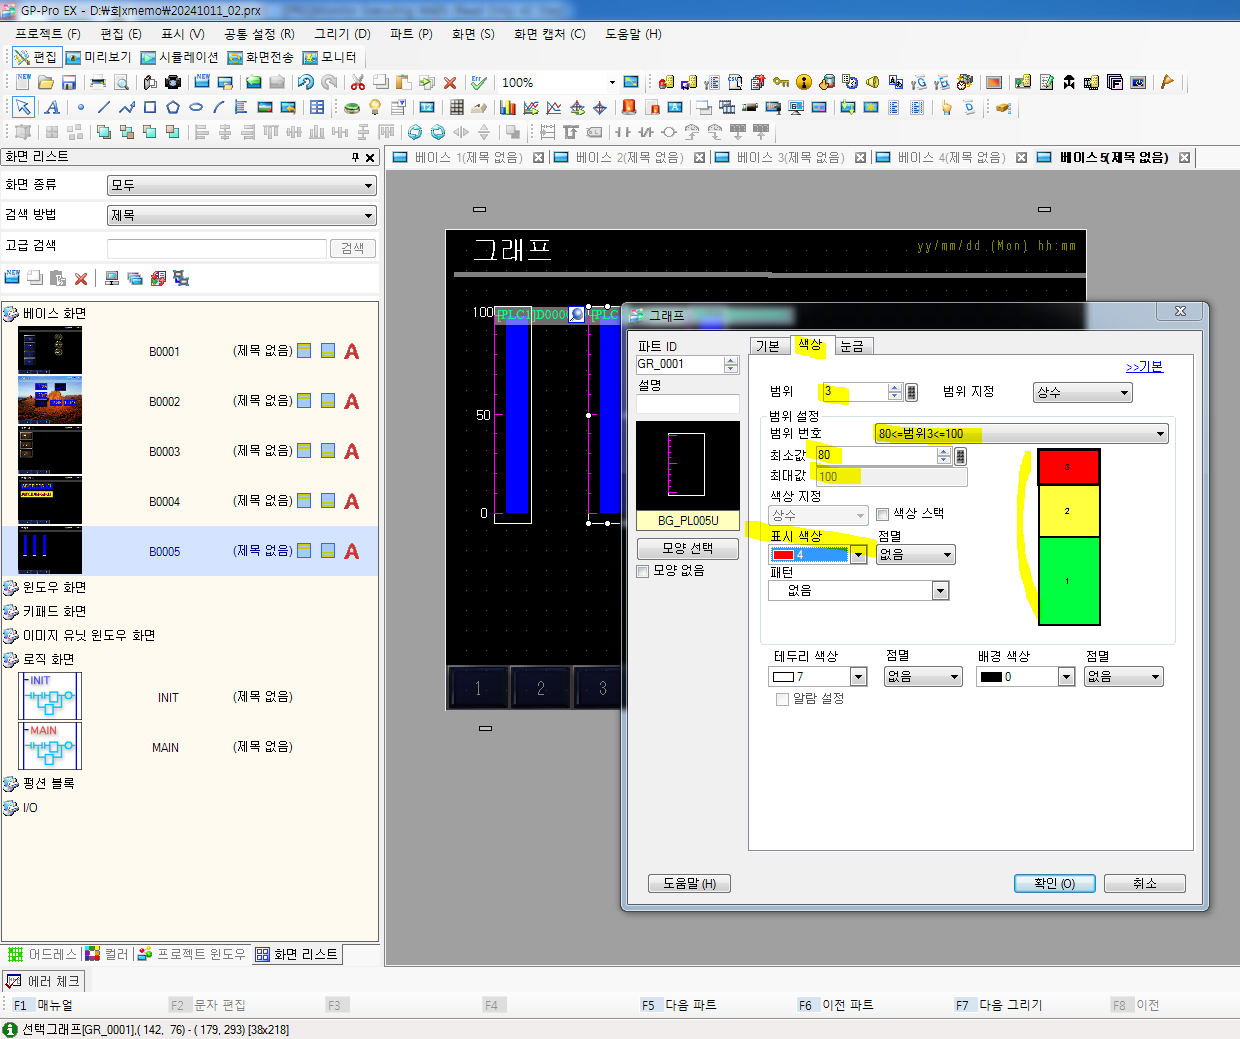 GP-Pro EX - D:₩회xmemo₩20241011_02.prx
프로젝트 (F) 편집 (E) 표시 (V) 공통 설정 (R) 그리기 (D) 파트 (P) 화면 (S) 화면 캡처 (C) 도움말 (H)
편집 미리보기 시뮬레이션 화면전송 모니터
100%
화면 리스트
베이스 1(제목 없음) 베이스 2(제목 없음) 베이스 3(제목 없음) 베이스 4(제목 없음) 베이스 5(제목 없음)
화면 종류 모두
검색 방법 제목
고급 검색 검색
베이스 화면
B0001 (제목 없음) A
B0002 (제목 없음) A
B0003 (제목 없음) A
B0004 (제목 없음) A
B0005 (제목 없음) A
윈도우 화면
키패드 화면
이미지 유닛 윈도우 화면
로직 화면
INIT INIT (제목 없음)
MAIN MAIN (제목 없음)
펑션 블록
I/O
그래프 yy/mm/dd (Mon) hh:mm
100 [PLC1]D000 [PLC
50
0
1 2 3
그래프
파트 ID
GR_0001
설명
BG_PL005U
모양 선택
모양 없음
기본 색상 눈금
>>기본
범위 3 범위 지정 상수
범위 설정
범위 번호 80<=범위3<=100
최소값 80
최대값 100
색상 지정
상수 색상 스택
표시 색상 점멸
4 없음
패턴
없음
3
2
1
테두리 색상 점멸 배경 색상 점멸
7 없음 0 없음
알람 설정
도움말 (H) 확인 (O) 취소
어드레스 컬러 프로젝트 윈도우 화면 리스트
에러 체크
F1 매뉴얼 F2 문자 편집 F3 F4 F5 다음 파트 F6 이전 파트 F7 다음 그리기 F8 이전
선택그래프[GR_0001],( 142, 76) - ( 179, 293) [38x218]